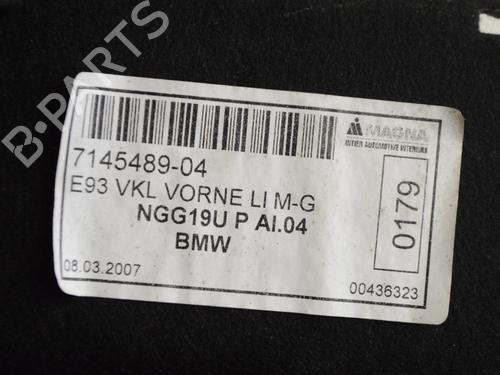 B-PARTS
MAGNA
INTIER AUTOMOTIVE INTERIORS
7145489-04
E93 VKL VORNE LI M-G
NGG19U P AI.04
BMW
0179
08.03.2007
00436323